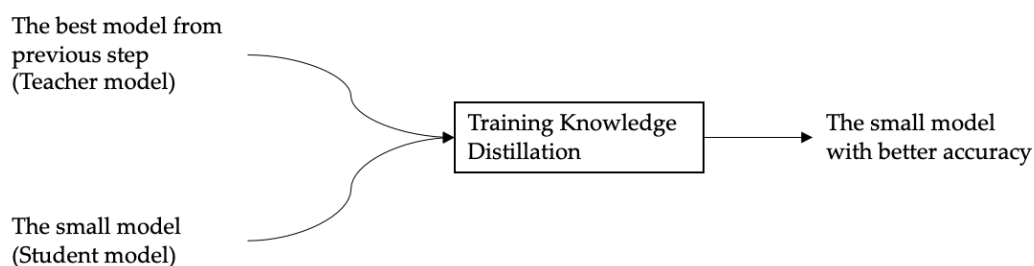 The best model from
previous step
(Teacher model)
Training Knowledge
Distillation
The small model
with better accuracy
The small model
(Student model)